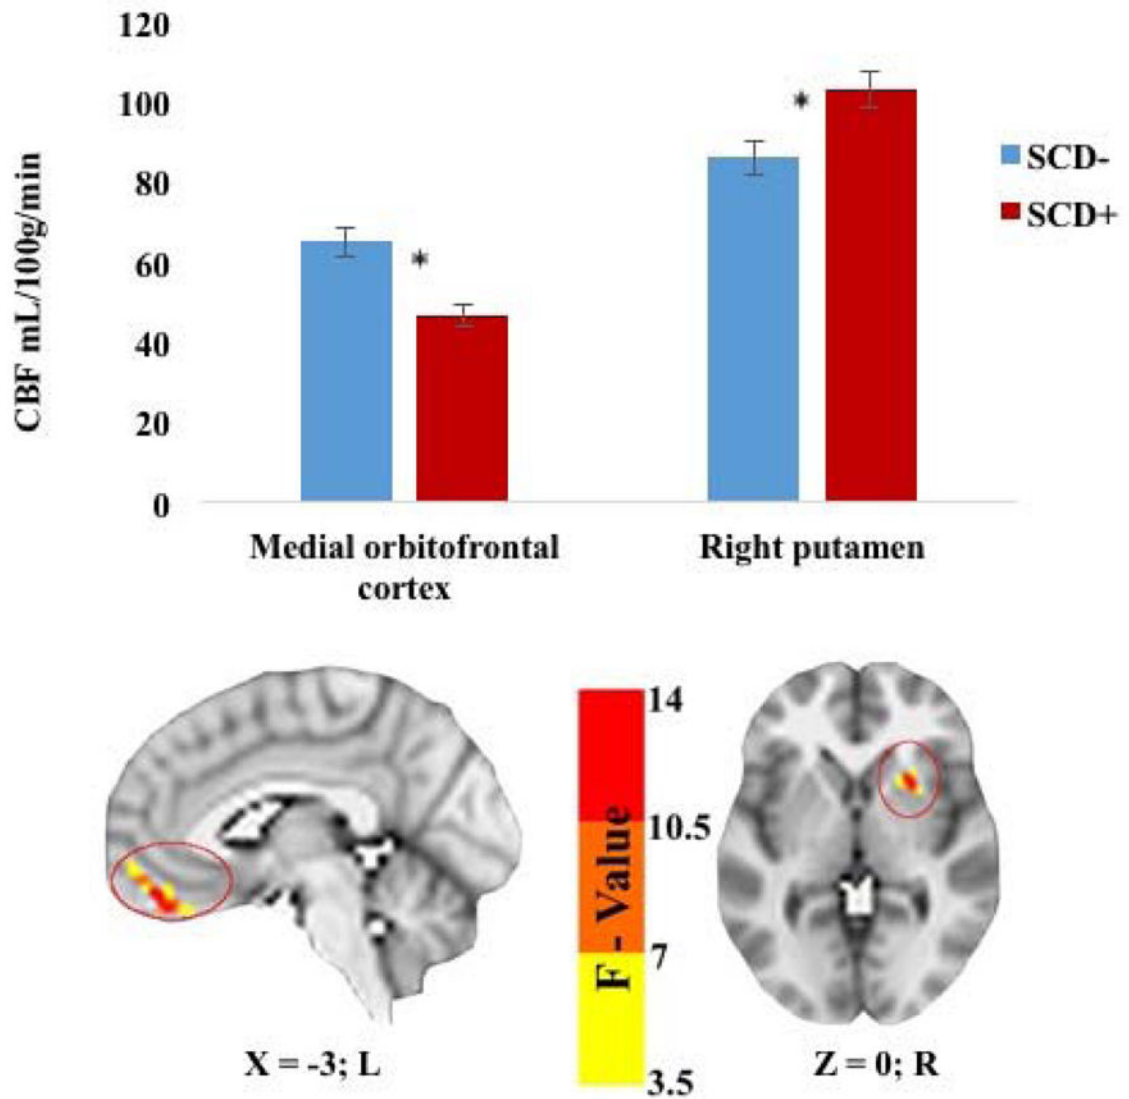 120
100
80
60
40
20
0
CBF mL/100g/min
*
*
SCD-
SCD+
Medial orbitofrontal
cortex
Right putamen
14
10.5
7
3.5
F - Value
X = -3; L
Z = 0; R